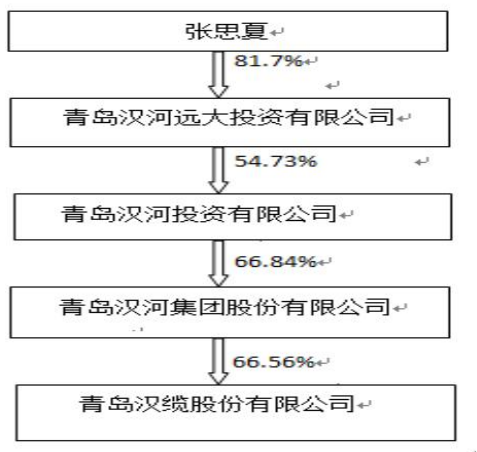 张思夏
81.7%
青岛汉河远大投资有限公司
54.73%
青岛汉河投资有限公司
66.84%
青岛汉河集团股份有限公司
66.56%
青岛汉缆股份有限公司